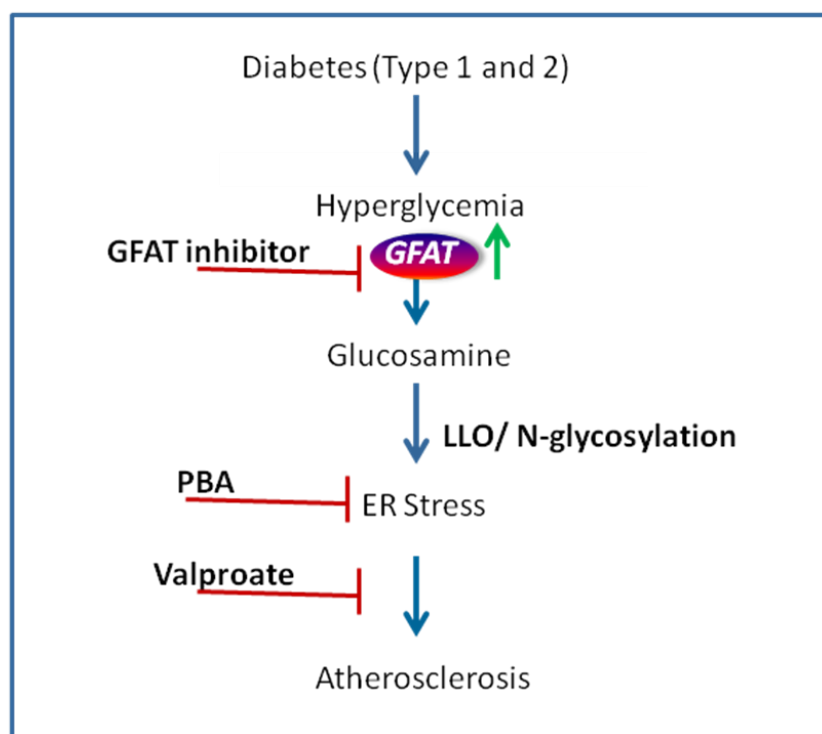 Diabetes (Type 1 and 2)
Hyperglycemia
GFAT inhibitor
GFAT
Glucosamine
LLO/ N-glycosylation
PBA
ER Stress
Valproate
Atherosclerosis